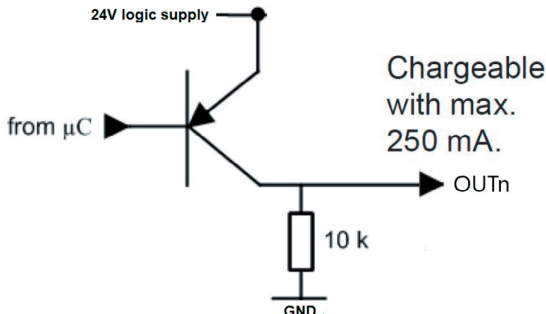 24V logic supply
Chargeable
with max.
250 mA.
from µC
OUTn
10 k
GND